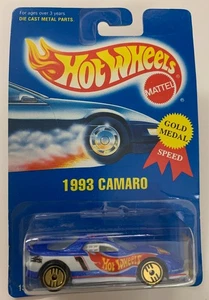 For ages over 3 years.
DIE CAST METAL PARTS.
HOT WHEELS
MATTEL
GOLD
MEDAL
SPEED
1993 CAMARO
HOT WHEELS